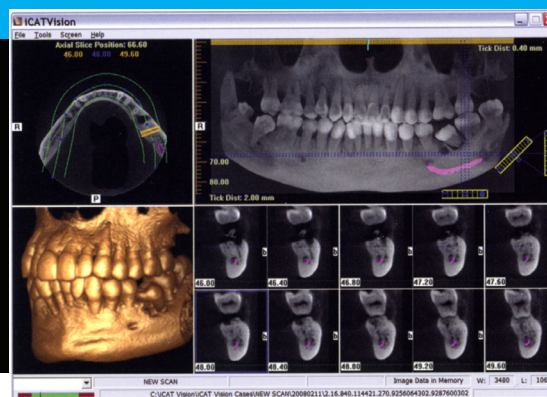 iCATVision
File Tools Screen Help
Axial Slice Position: 66.60
46.00 48.00 49.60
R
P
Tick Dist: 0.40 mm
R
70.00
80.00
Tick Dist: 2.00 mm
46.00 46.40 46.80 47.20 47.60
48.00 48.40 48.80 49.20 49.60
NEW SCAN Image Data in Memory W: 3480 L: 106
C:\iCAT Vision\iCAT Vision Cases\NEW SCAN\20080211\2.16.840.114421.270.9256064302.9287600302